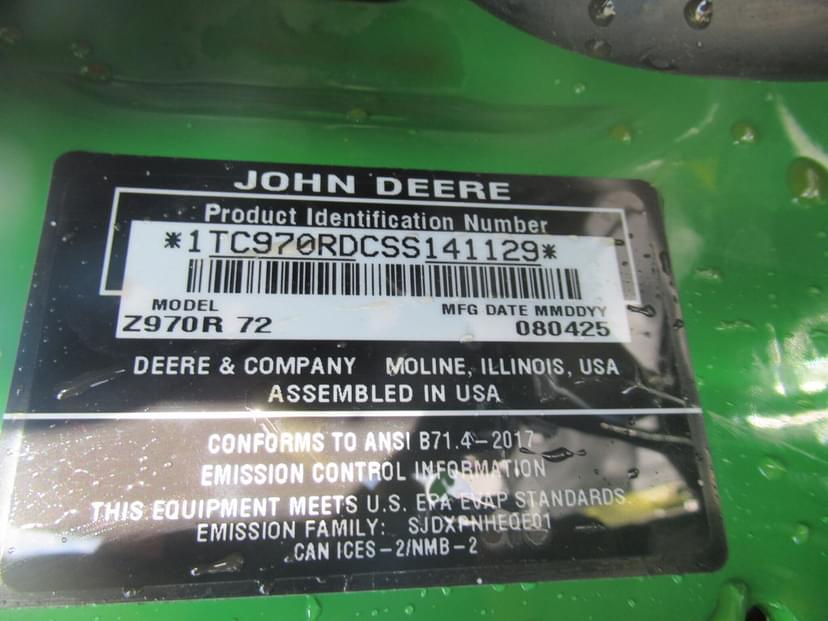 JOHN DEERE
Product Identification Number
*1TC970RDCSS141129*
MODEL
Z970R 72
MFG DATE MMDDYY
080425
DEERE & COMPANY MOLINE, ILLINOIS, USA
ASSEMBLED IN USA
CONFORMS TO ANSI B71.4-2017
EMISSION CONTROL INFORMATION
THIS EQUIPMENT MEETS U.S. EPA EVAP STANDARDS.
EMISSION FAMILY: SJDXPNHEQE01
CAN ICES-2/NMB-2